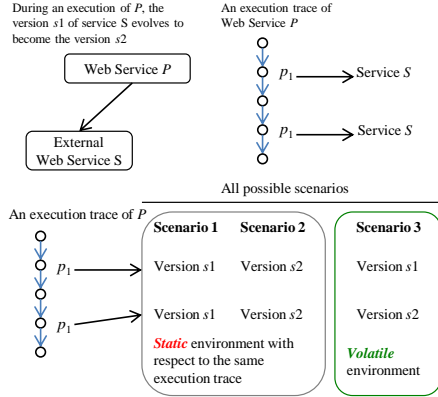 During an execution of P, the
version s1 of service S evolves to
become the version s2
Web Service P
External
Web Service S
An execution trace of
Web Service P
p1
Service S
p1
Service S
All possible scenarios
An execution trace of P
Scenario 1 Scenario 2 Scenario 3
p1 Version s1 Version s2 Version s1
p1 Version s1 Version s2 Version s2
Static environment with
respect to the same
execution trace
Volatile
environment